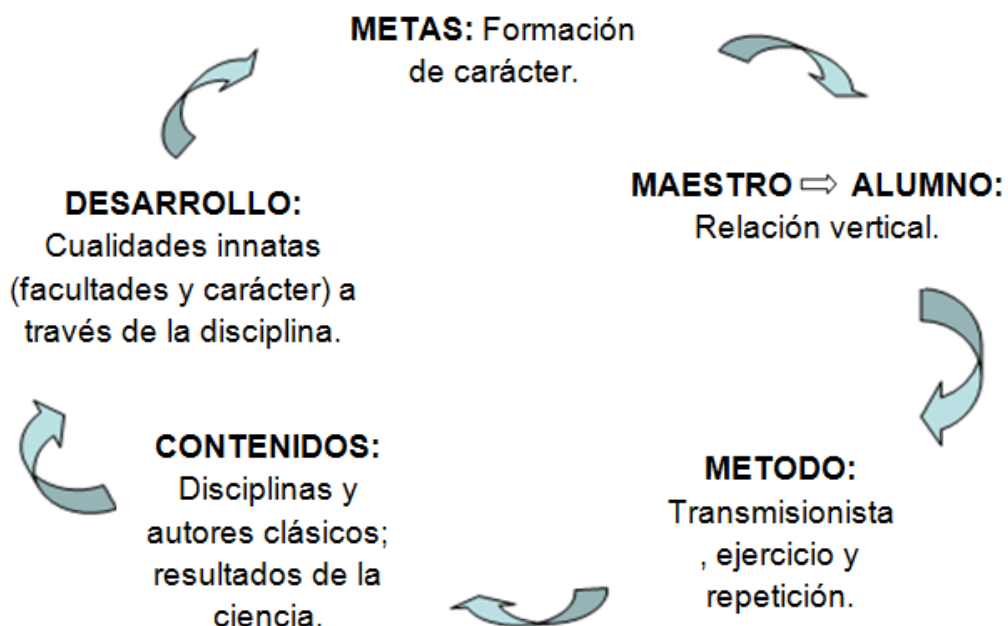 METAS: Formación
de carácter.
MAESTRO ⇨ ALUMNO:
Relación vertical.
METODO:
Transmisionista
, ejercicio y
repetición.
CONTENIDOS:
Disciplinas y
autores clásicos;
resultados de la
ciencia.
DESARROLLO:
Cualidades innatas
(facultades y carácter) a
través de la disciplina.